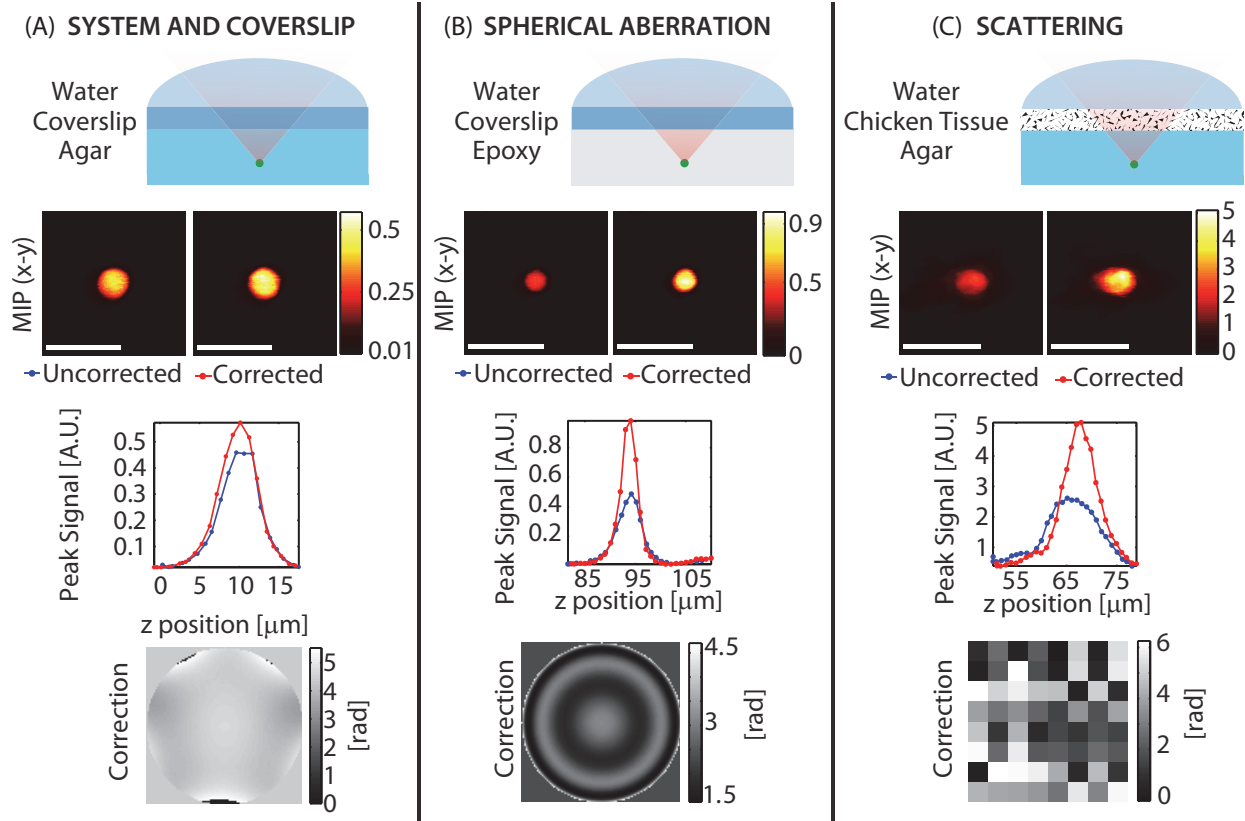 (A) SYSTEM AND COVERSLIP
Water
Coverslip
Agar
MIP (x-y)
0.5
0.25
0.01
Uncorrected
Corrected
Peak Signal [A.U.]
0.5
0.4
0.3
0.2
0.1
0
5
10
15
z position [μm]
Correction
5
4
3
2
1
0
[rad]
(B) SPHERICAL ABERRATION
Water
Coverslip
Epoxy
MIP (x-y)
0.9
0.5
0
Uncorrected
Corrected
Peak Signal [A.U.]
0.8
0.6
0.4
0.2
85
95
105
z position [μm]
Correction
4.5
3
1.5
[rad]
(C) SCATTERING
Water
Chicken Tissue
Agar
MIP (x-y)
5
4
3
2
1
0
Uncorrected
Corrected
Peak Signal [A.U.]
5
4
3
2
1
55
65
75
z position [μm]
Correction
6
4
2
0
[rad]